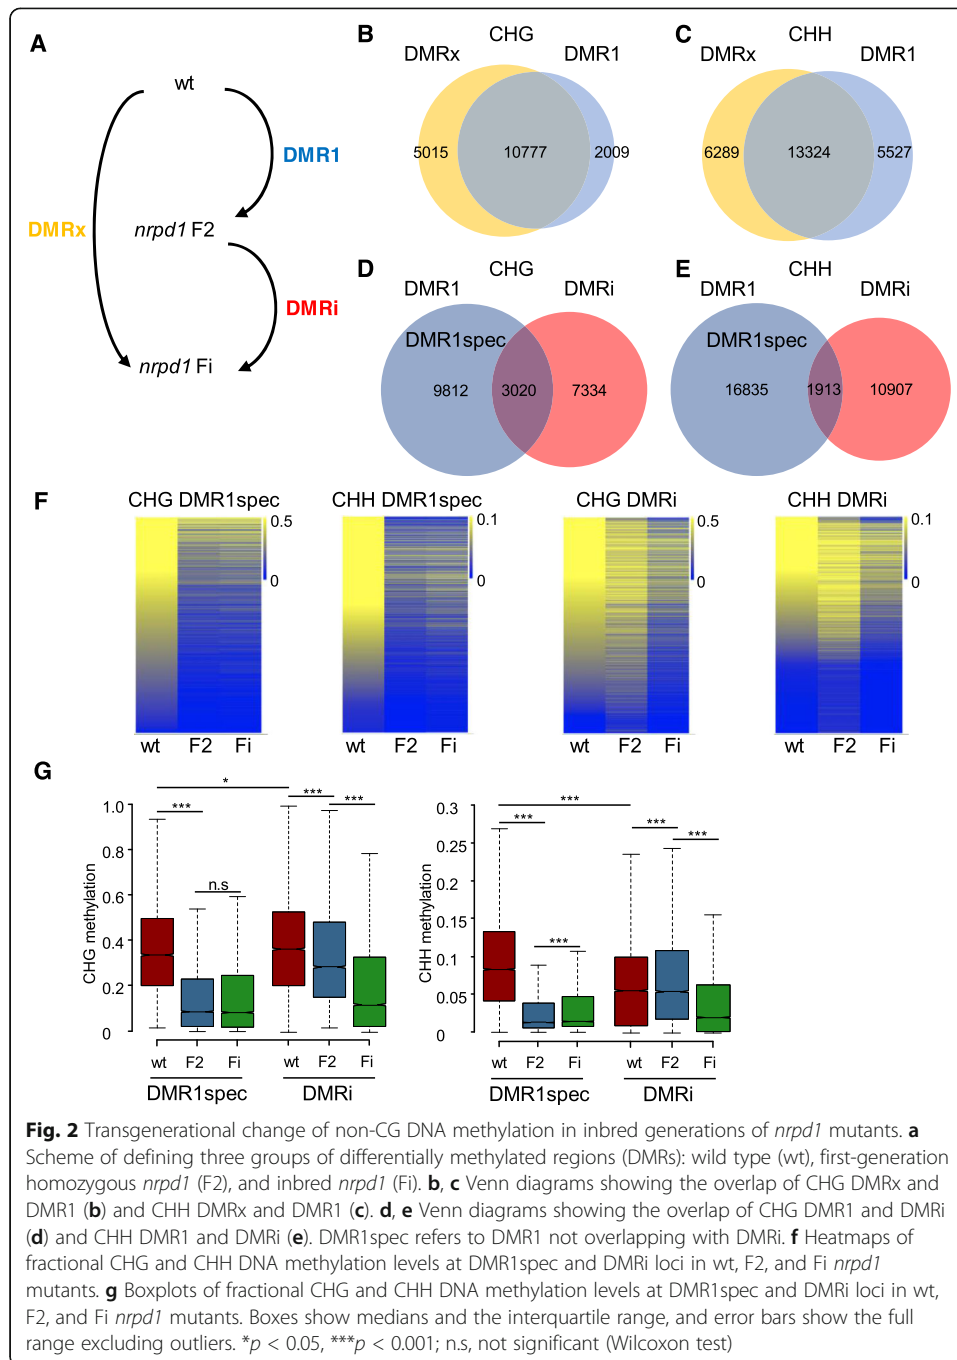 A
wt
DMR1
DMRx
nrpd1 F2
DMRi
nrpd1 Fi
B
CHG
DMRx
DMR1
5015
10777
2009
C
CHH
DMRx
DMR1
6289
13324
5527
D
CHG
DMR1
DMRi
DMR1spec
9812
3020
7334
E
CHH
DMR1
DMRi
DMR1spec
16835
1913
10907
F
CHG DMR1spec
0.5
0
wt F2 Fi
CHH DMR1spec
0.1
0
wt F2 Fi
CHG DMRi
0.5
0
wt F2 Fi
CHH DMRi
0.1
0
wt F2 Fi
G
CHG methylation
1.0
0.8
0.6
0.4
0.2
0
*
***
n.s
***
***
wt F2 Fi wt F2 Fi
DMR1spec DMRi
CHH methylation
0.3
0.25
0.2
0.15
0.1
0.05
0
***
***
***
***
***
wt F2 Fi wt F2 Fi
DMR1spec DMRi
Fig. 2 Transgenerational change of non-CG DNA methylation in inbred generations of nrpd1 mutants. a
Scheme of defining three groups of differentially methylated regions (DMRs): wild type (wt), first-generation
homozygous nrpd1 (F2), and inbred nrpd1 (Fi). b, c Venn diagrams showing the overlap of CHG DMRx and
DMR1 (b) and CHH DMRx and DMR1 (c). d, e Venn diagrams showing the overlap of CHG DMR1 and DMRi
(d) and CHH DMR1 and DMRi (e). DMR1spec refers to DMR1 not overlapping with DMRi. f Heatmaps of
fractional CHG and CHH DNA methylation levels at DMR1spec and DMRi loci in wt, F2, and Fi nrpd1
mutants. g Boxplots of fractional CHG and CHH DNA methylation levels at DMR1spec and DMRi loci in wt,
F2, and Fi nrpd1 mutants. Boxes show medians and the interquartile range, and error bars show the full
range excluding outliers. *p < 0.05, ***p < 0.001; n.s, not significant (Wilcoxon test)